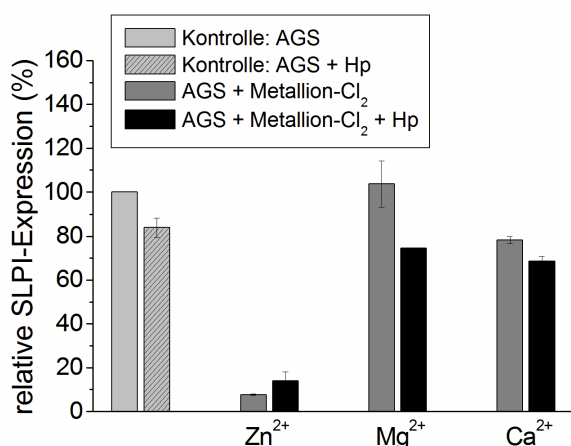 Kontrolle: AGS
Kontrolle: AGS + Hp
AGS + Metallion-Cl₂
AGS + Metallion-Cl₂ + Hp
relative SLPI-Expression (%)
160
140
120
100
80
60
40
20
0
Zn²⁺ Mg²⁺ Ca²⁺